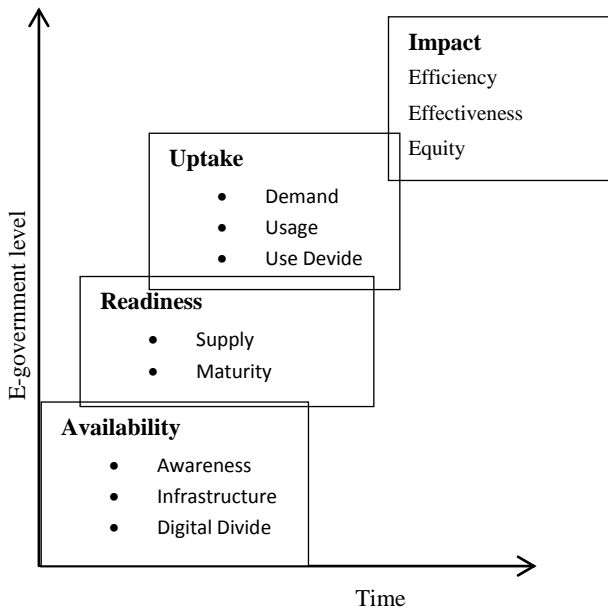 Impact
Efficiency
Effectiveness
Equity
Uptake
• Demand
• Usage
• Use Devide
Readiness
• Supply
• Maturity
Availability
• Awareness
• Infrastructure
• Digital Divide
E-government level
Time